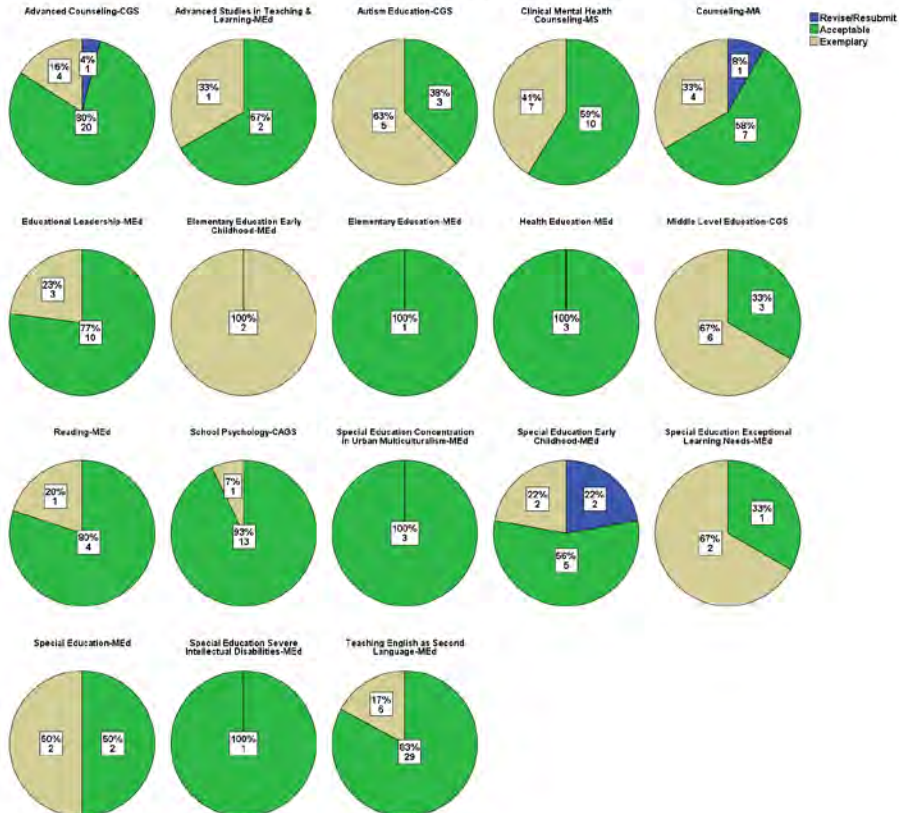 Advanced Counseling-CGS
16%
4
4%
1
80%
20
Advanced Studies in Teaching &
Learning-MEd
33%
1
67%
2
Autism Education-CGS
63%
5
38%
3
Clinical Mental Health
Counseling-MS
41%
7
59%
10
Counseling-MA
33%
4
8%
1
58%
7
Revise/Resubmit
Acceptable
Exemplary
Educational Leadership-MEd
23%
3
77%
10
Elementary Education Early
Childhood-MEd
100%
2
Elementary Education-MEd
100%
1
Health Education-MEd
100%
3
Middle Level Education-CGS
67%
6
33%
3
Reading-MEd
20%
1
80%
4
School Psychology-CAGS
7%
1
93%
13
Special Education Concentration
in Urban Multiculturalism-MEd
100%
3
Special Education Early
Childhood-MEd
22%
2
22%
2
56%
5
Special Education Exceptional
Learning Needs-MEd
67%
2
33%
1
Special Education-MEd
50%
2
50%
2
Special Education Severe
Intellectual Disabilities-MEd
100%
1
Teaching English as Second
Language-MEd
17%
6
83%
29